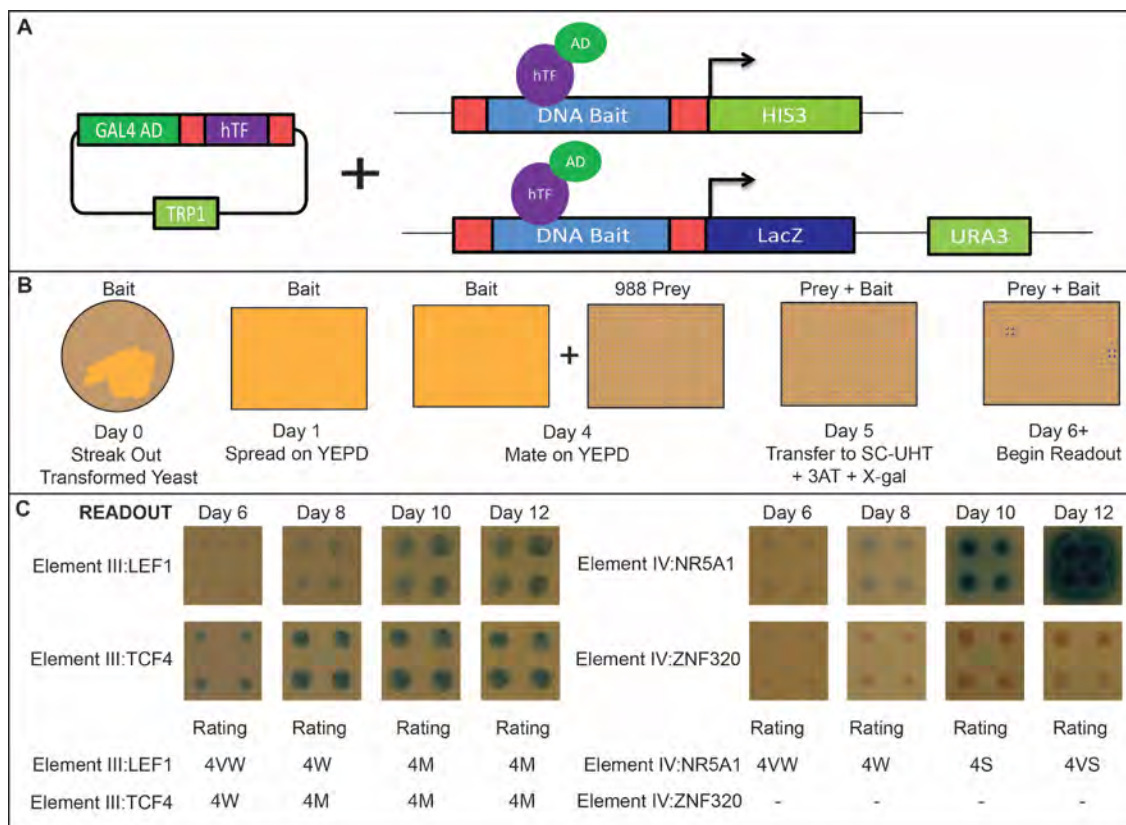 A
AD
hTF
DNA Bait
HIS3
GAL4 AD
hTF
TRP1
+
AD
hTF
DNA Bait
LacZ
URA3
B
Bait
Bait
Bait
988 Prey
Prey + Bait
Prey + Bait
+
Day 0
Streak Out
Transformed Yeast
Day 1
Spread on YEPD
Day 4
Mate on YEPD
Day 5
Transfer to SC-UHT
+ 3AT + X-gal
Day 6+
Begin Readout
C
READOUT Day 6 Day 8 Day 10 Day 12
Element III:LEF1
Element III:TCF4
Rating Rating Rating Rating
Element III:LEF1 4VW 4W 4M 4M
Element III:TCF4 4W 4M 4M 4M
Day 6 Day 8 Day 10 Day 12
Element IV:NR5A1
Element IV:ZNF320
Rating Rating Rating Rating
Element IV:NR5A1 4VW 4W 4S 4VS
Element IV:ZNF320 - - - -